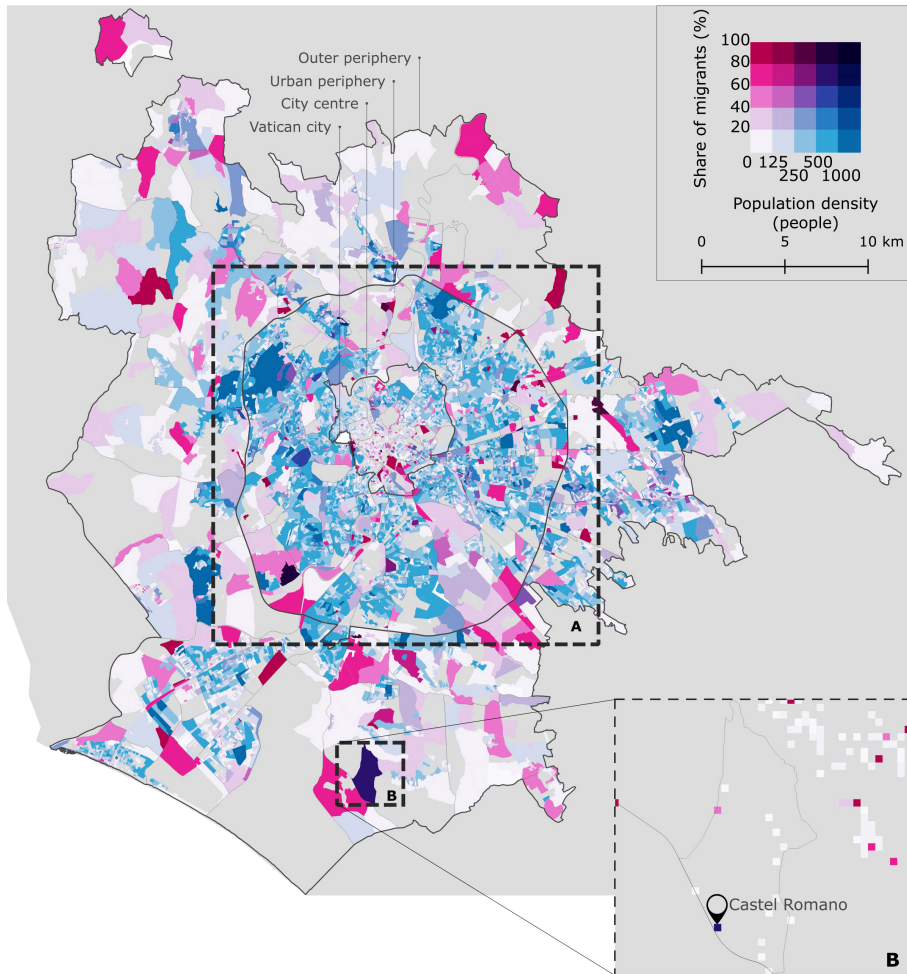 Outer periphery
Urban periphery
City centre
Vatican city
Share of migrants (%)
100
80
60
40
20
0 125 500
250 1000
Population density
(people)
0 5 10 km
A
B
Castel Romano
B